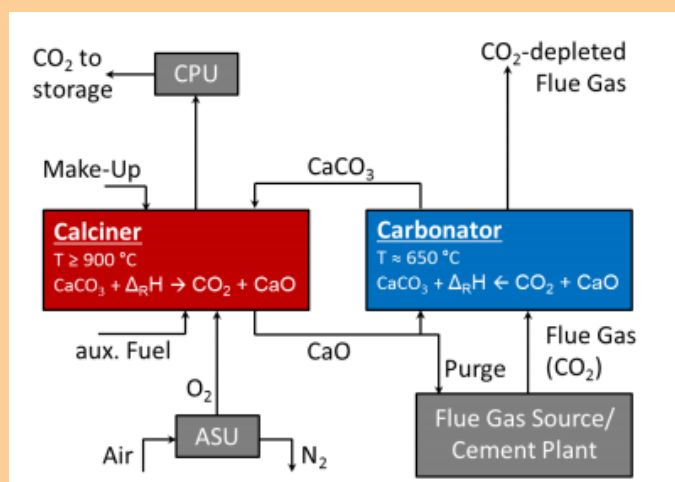 CO₂ to
storage
CPU
CO₂-depleted
Flue Gas
Make-Up
CaCO₃
Calciner
T ≥ 900 °C
CaCO₃ + ΔRH → CO₂ + CaO
Carbonator
T ≈ 650 °C
CaCO₃ + ΔRH ← CO₂ + CaO
aux. Fuel
O₂
CaO
Purge
Flue Gas
(CO₂)
Air
ASU
N₂
Flue Gas Source/
Cement Plant